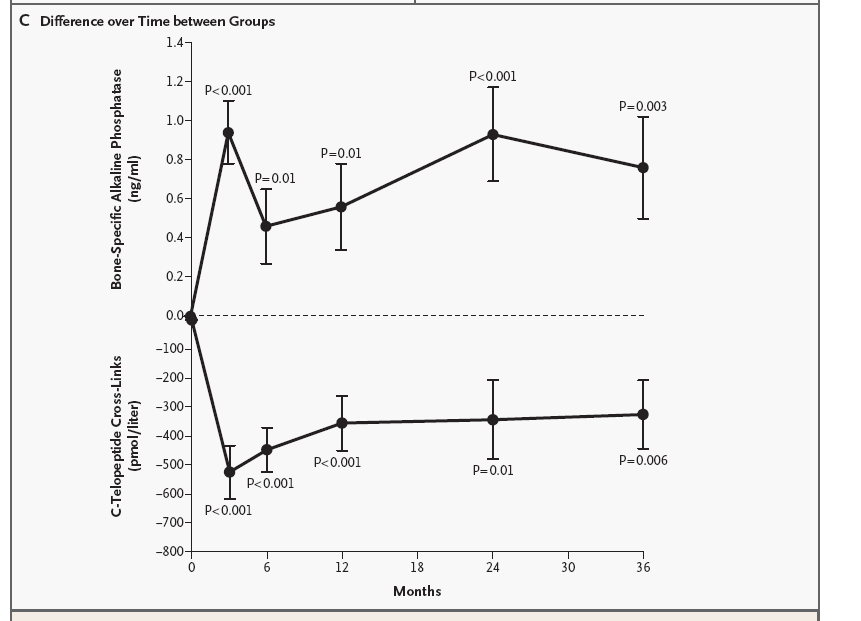 C Difference over Time between Groups
1.4
1.2
1.0
0.8
0.6
0.4
0.2
0.0
−100
−200
−300
−400
−500
−600
−700
−800
Bone-Specific Alkaline Phosphatase
(ng/ml)
C-Telopeptide Cross-Links
(pmol/liter)
P<0.001
P=0.01
P=0.01
P<0.001
P=0.003
P<0.001
P<0.001
P<0.001
P=0.01
P=0.006
0 6 12 18 24 30 36
Months